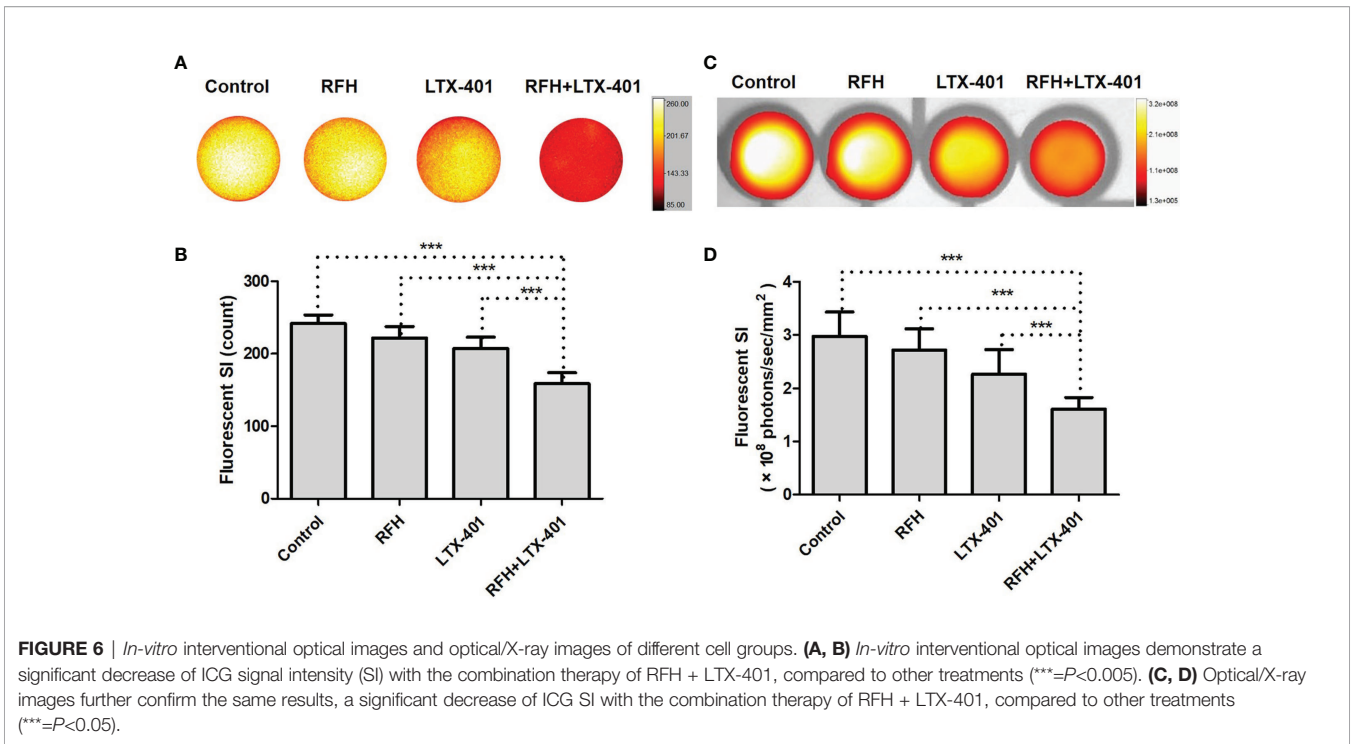 A
Control RFH LTX-401 RFH+LTX-401
260.00
201.67
143.33
85.00
B
***
***
***
300
200
100
0
Fluorescent SI (count)
Control
RFH
LTX-401
RFH+LTX-401
C
Control RFH LTX-401 RFH+LTX-401
3.2e+008
2.1e+008
1.1e+008
1.3e+005
D
***
***
***
4
3
2
1
0
Fluorescent SI
( × 10⁸ photons/sec/mm²)
Control
RFH
LTX-401
RFH+LTX-401
FIGURE 6 | In-vitro interventional optical images and optical/X-ray images of different cell groups. (A, B) In-vitro interventional optical images demonstrate a
significant decrease of ICG signal intensity (SI) with the combination therapy of RFH + LTX-401, compared to other treatments (***=P<0.005). (C, D) Optical/X-ray
images further confirm the same results, a significant decrease of ICG SI with the combination therapy of RFH + LTX-401, compared to other treatments
(***=P<0.05).